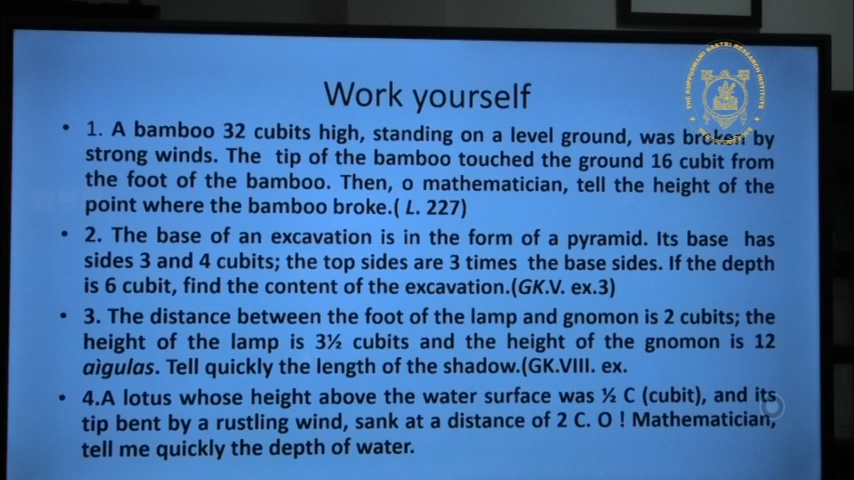 Work yourself
• 1. A bamboo 32 cubits high, standing on a level ground, was broken by
strong winds. The tip of the bamboo touched the ground 16 cubit from
the foot of the bamboo. Then, o mathematician, tell the height of the
point where the bamboo broke.( L. 227)
• 2. The base of an excavation is in the form of a pyramid. Its base has
sides 3 and 4 cubits; the top sides are 3 times the base sides. If the depth
is 6 cubit, find the content of the excavation.(GK.V. ex.3)
• 3. The distance between the foot of the lamp and gnomon is 2 cubits; the
height of the lamp is 3½ cubits and the height of the gnomon is 12
aìgulas. Tell quickly the length of the shadow.(GK.VIII. ex.
• 4.A lotus whose height above the water surface was ½ C (cubit), and its
tip bent by a rustling wind, sank at a distance of 2 C. O ! Mathematician,
tell me quickly the depth of water.
THE KUPPUSWAMI SASTRI RESEARCH INSTITUTE